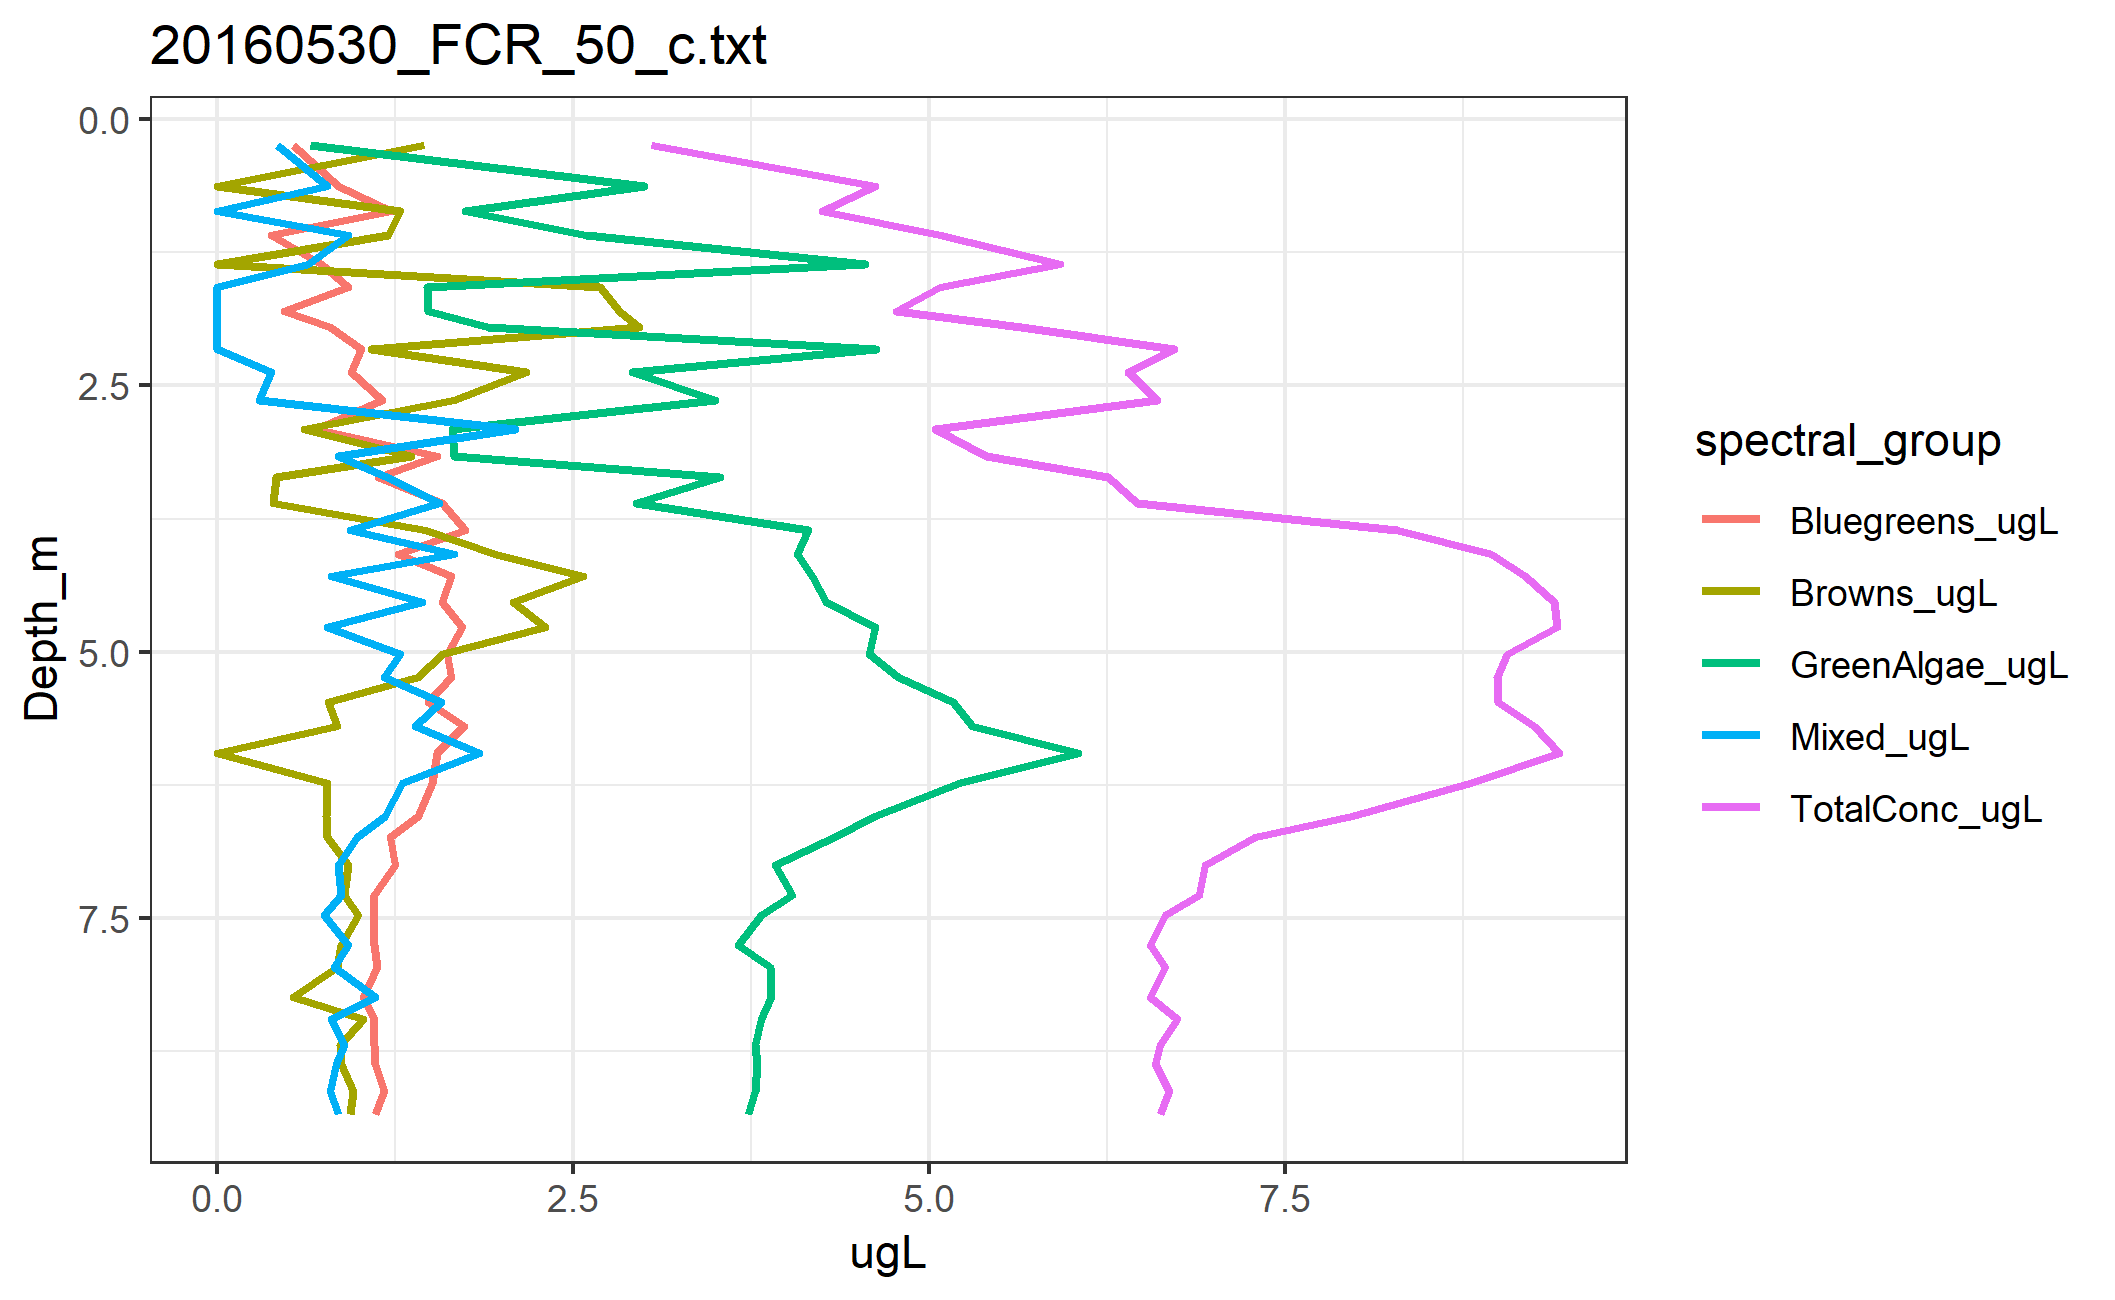 20160530_FCR_50_c.txt
0.0
2.5
5.0
7.5
Depth_m
0.0 2.5 5.0 7.5
ugL
spectral_group
Bluegreens_ugL
Browns_ugL
GreenAlgae_ugL
Mixed_ugL
TotalConc_ugL